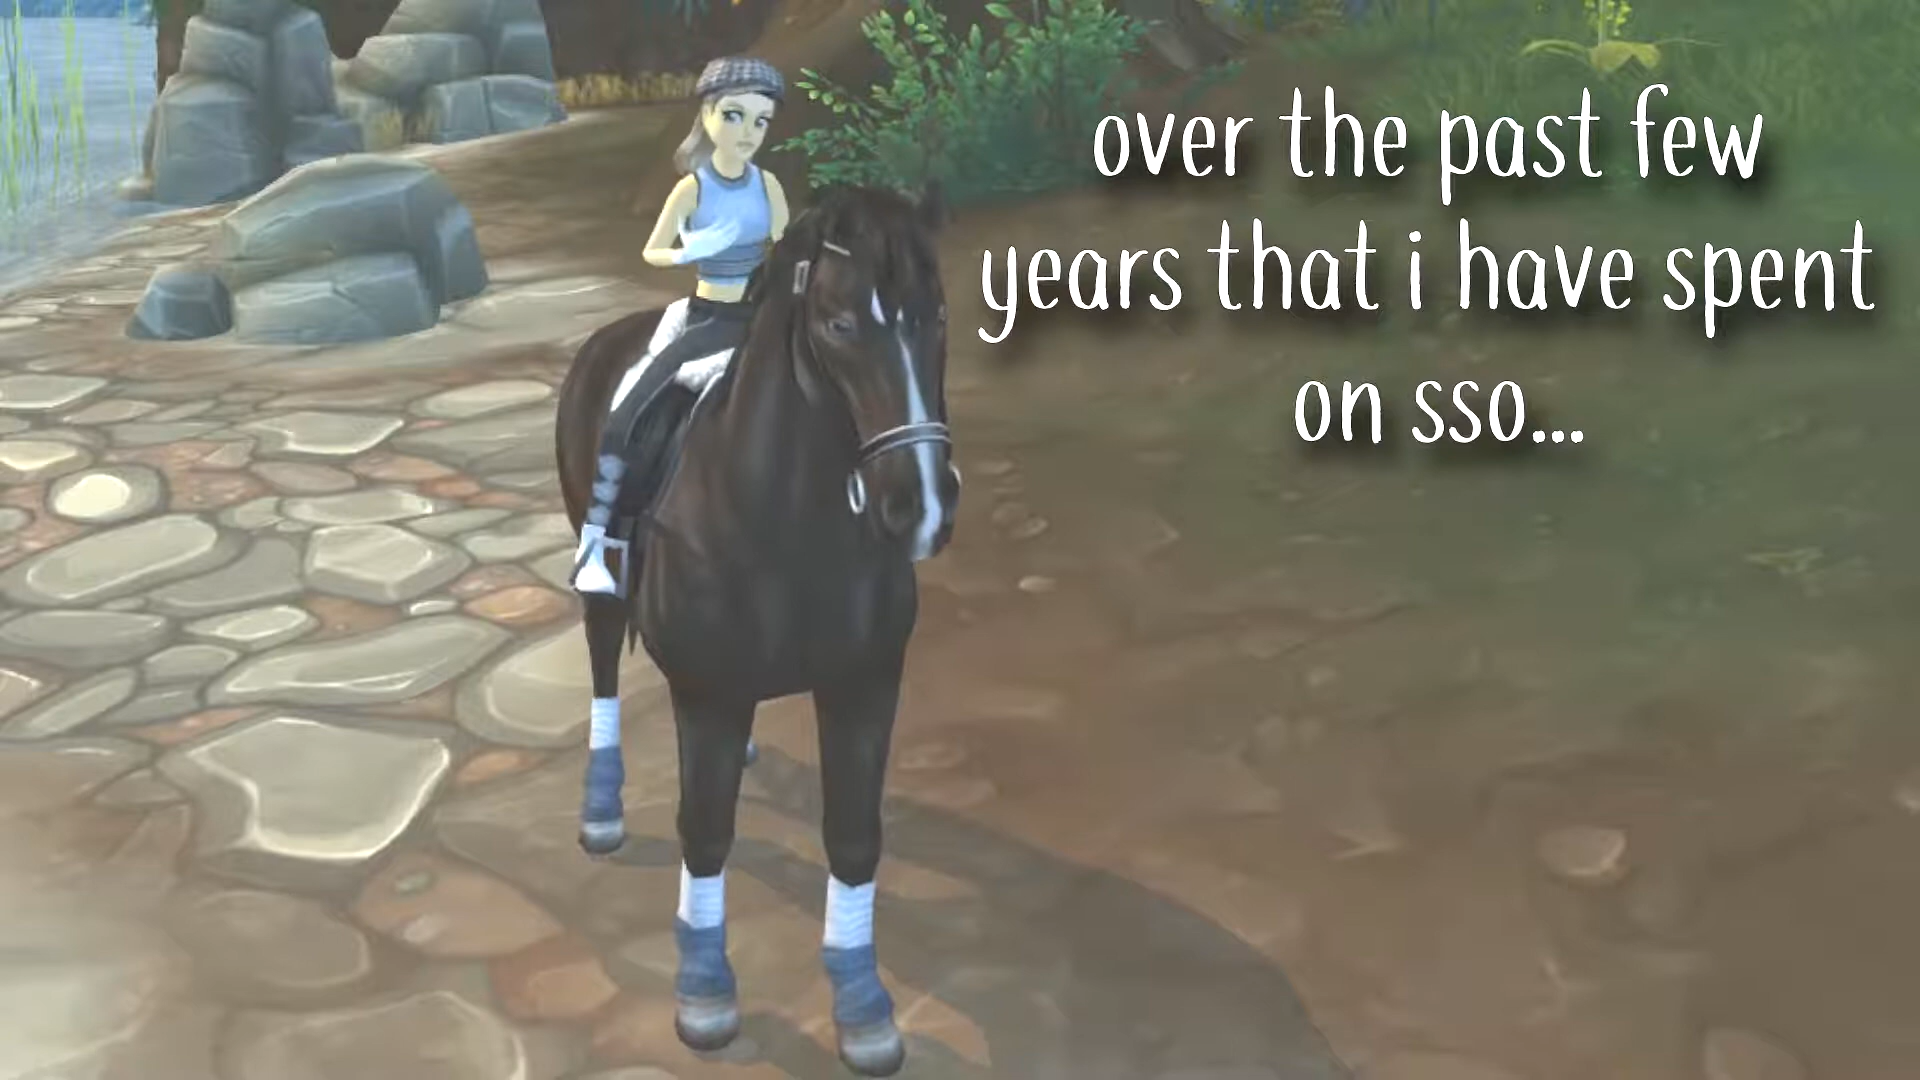 over the past few
years that i have spent
on sso...